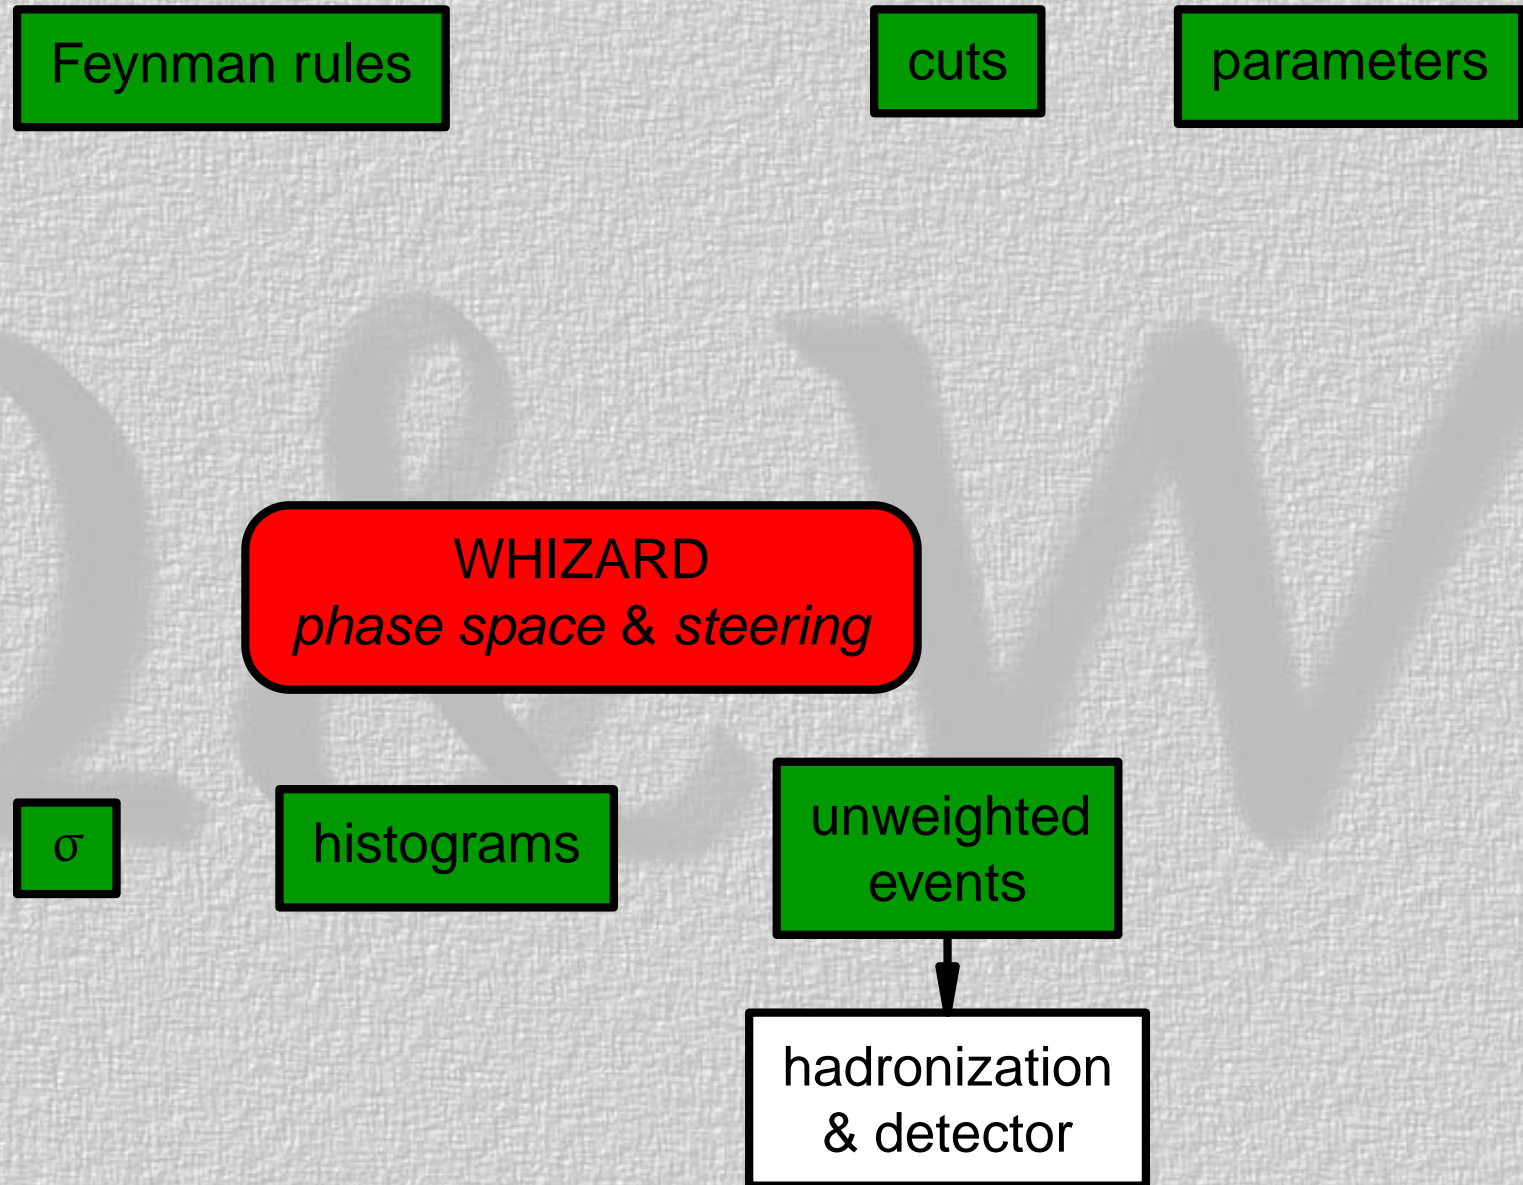 Feynman rules
cuts
parameters
WHIZARD
phase space & steering
σ
histograms
unweighted
events
hadronization
& detector